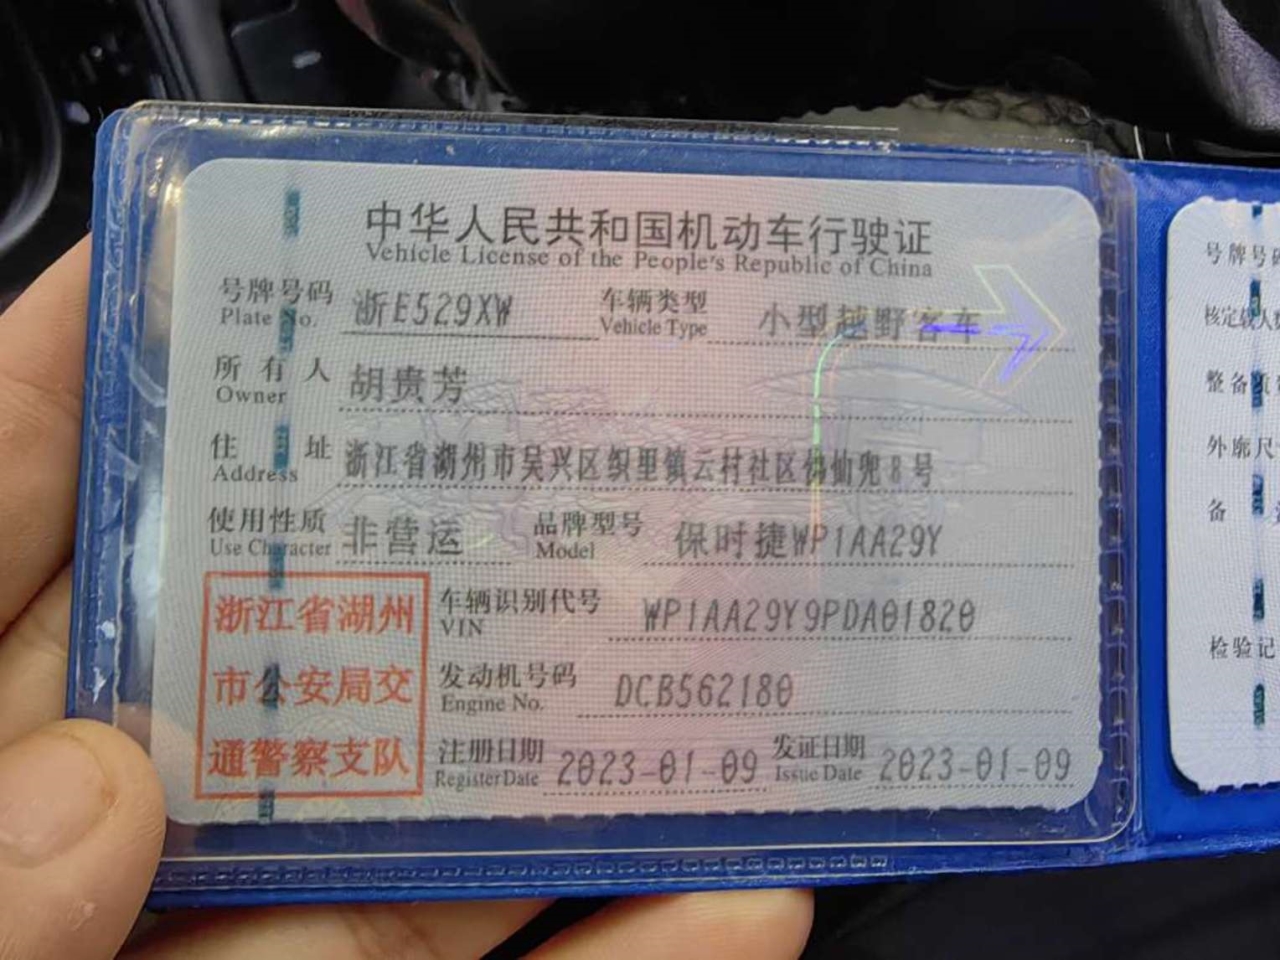 中华人民共和国机动车行驶证
Vehicle License of the People's Republic of China
号牌号码 浙E529XW 车辆类型 小型越野客车
Plate No. Vehicle Type
所有人 胡贵芳
Owner
住址 浙江省湖州市吴兴区织里镇云村社区佛仙兜8号
Address
使用性质 非营运 品牌型号 保时捷WP1AA29Y
Use Character Model
浙江省湖州
市公安局交
通警察支队
车辆识别代号 WP1AA29Y9PDA01820
VIN
发动机号码 DCB562180
Engine No.
注册日期 2023-01-09 发证日期 2023-01-09
Register Date Issue Date
号牌号码
核定载人
整备质
外廓尺
备
检验记